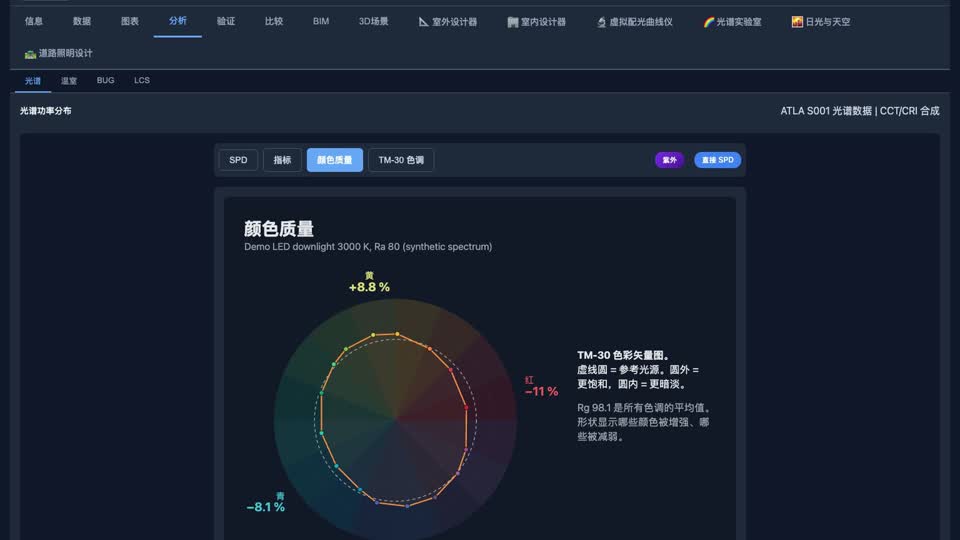 信息 数据 图表 分析 验证 比较 BIM 3D场景 室外设计器 室内设计器 虚拟配光曲线仪 光谱实验室 日光与天空
道路照明设计
光谱 温室 BUG LCS
光谱功率分布 ATLA S001 光谱数据 | CCT/CRI 合成
SPD 指标 颜色质量 TM-30 色调 紫外 直接 SPD
颜色质量
Demo LED downlight 3000 K, Ra 80 (synthetic spectrum)
黄
+8.8 %
TM-30 色彩矢量图。
虚线圆 = 参考光源。圆外 =
更饱和，圆内 = 更暗淡。
红
−11 %
Rg 98.1 是所有色调的平均值。
形状显示哪些颜色被增强、哪
些被减弱。
青
−8.1 %